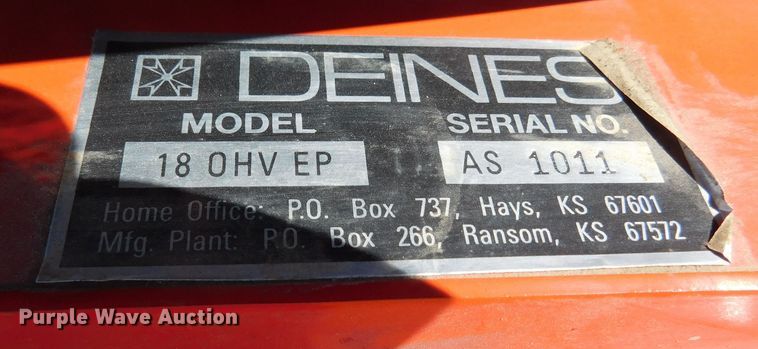 DEINES
MODEL SERIAL NO.
18 OHV EP AS 1011
Home Office: P.O. Box 737, Hays, KS 67601
Mfg. Plant: P.O. Box 266, Ransom, KS 67572
Purple Wave Auction